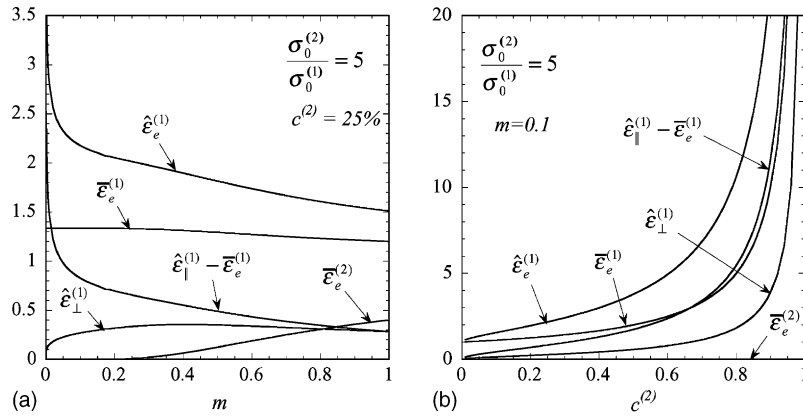 3.5
3
2.5
2
1.5
1
0.5
0
0 0.2 0.4 0.6 0.8 1
m
(a)
σ₀⁽²⁾/σ₀⁽¹⁾ = 5
c⁽²⁾ = 25%
ε̂ₑ⁽¹⁾
ε̅ₑ⁽¹⁾
ε̂∥⁽¹⁾ − ε̅ₑ⁽¹⁾
ε̅ₑ⁽²⁾
ε̂⊥⁽¹⁾
20
15
10
5
0
0 0.2 0.4 0.6 0.8 1
c⁽²⁾
(b)
σ₀⁽²⁾/σ₀⁽¹⁾ = 5
m=0.1
ε̂∥⁽¹⁾ − ε̅ₑ⁽¹⁾
ε̂⊥⁽¹⁾
ε̂ₑ⁽¹⁾
ε̅ₑ⁽¹⁾
ε̅ₑ⁽²⁾